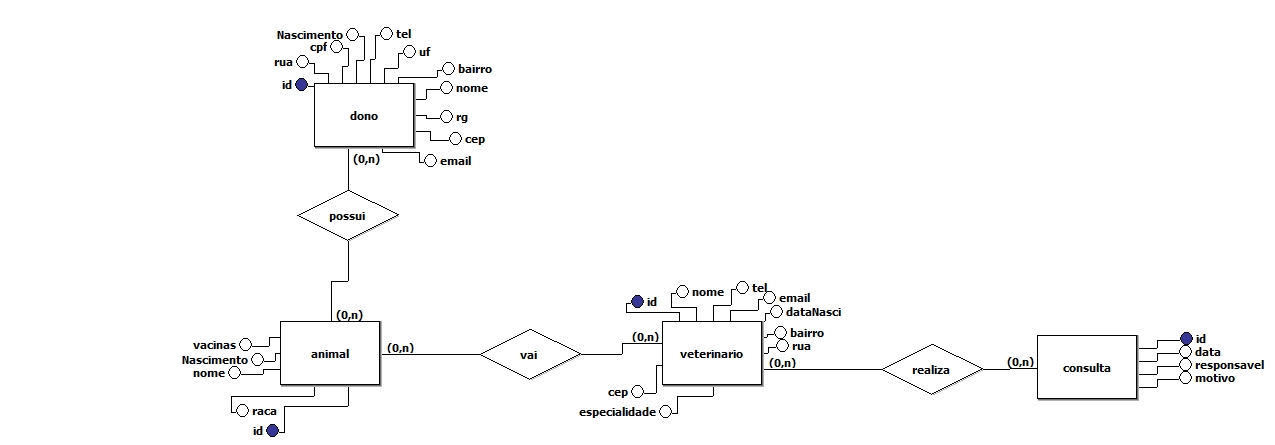 Nascimento
tel
cpf
uf
rua
bairro
id
nome
dono
rg
cep
(0,n)
email
possui
(0,n)
vacinas
Nascimento
nome
animal
(0,n)
raca
id
vai
(0,n)
id
nome
tel
email
dataNasci
bairro
rua
veterinario
(0,n)
cep
especialidade
realiza
(0,n)
consulta
id
data
responsavel
motivo